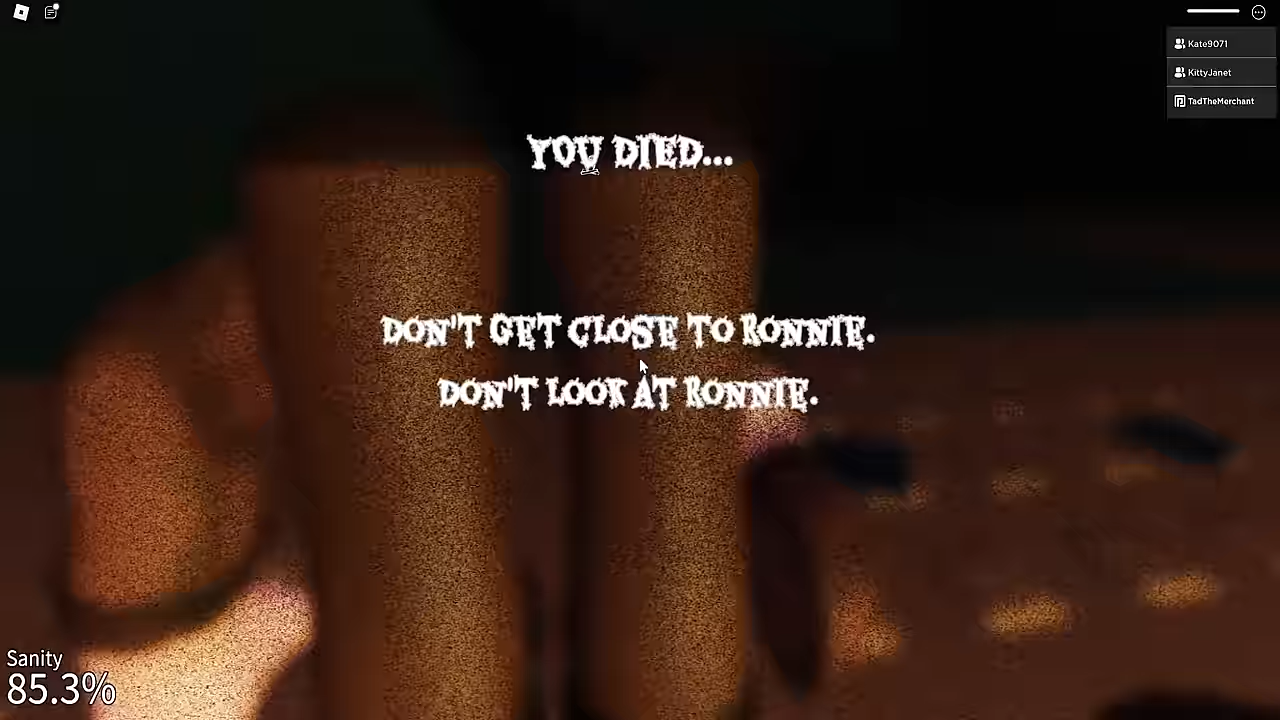 Kate9071
KittyJanet
TadTheMerchant
YOU DIED...
DON'T GET CLOSE TO RONNIE.
DON'T LOOK AT RONNIE.
Sanity
85.3%